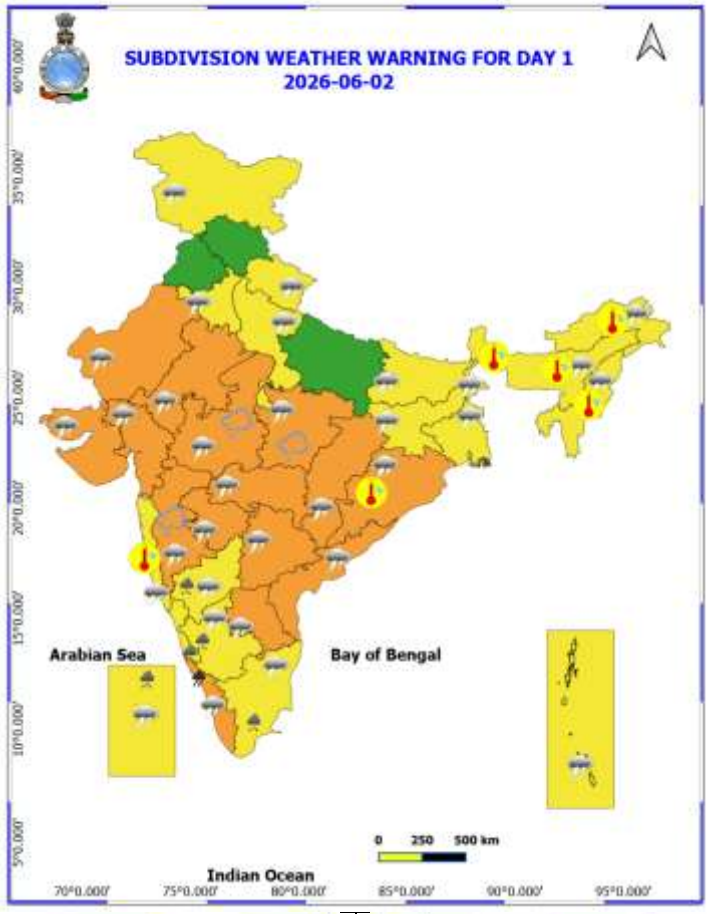 SUBDIVISION WEATHER WARNING FOR DAY 1
2026-06-02
40°0.000'
35°0.000'
30°0.000'
25°0.000'
20°0.000'
15°0.000'
10°0.000'
5°0.000'
Arabian Sea
Bay of Bengal
0 250 500 km
Indian Ocean
70°0.000' 75°0.000' 80°0.000' 85°0.000' 90°0.000' 95°0.000'